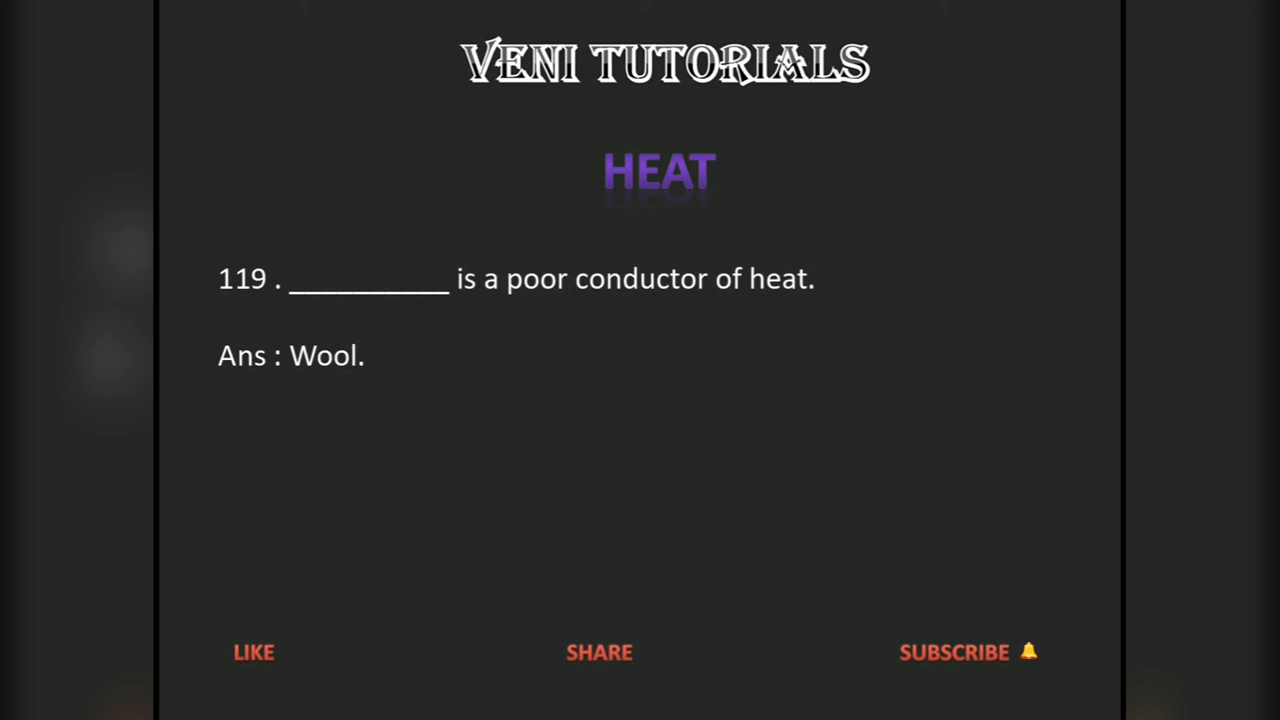 VENI TUTORIALS
HEAT
119 . __________ is a poor conductor of heat.
Ans : Wool.
LIKE SHARE SUBSCRIBE 🔔